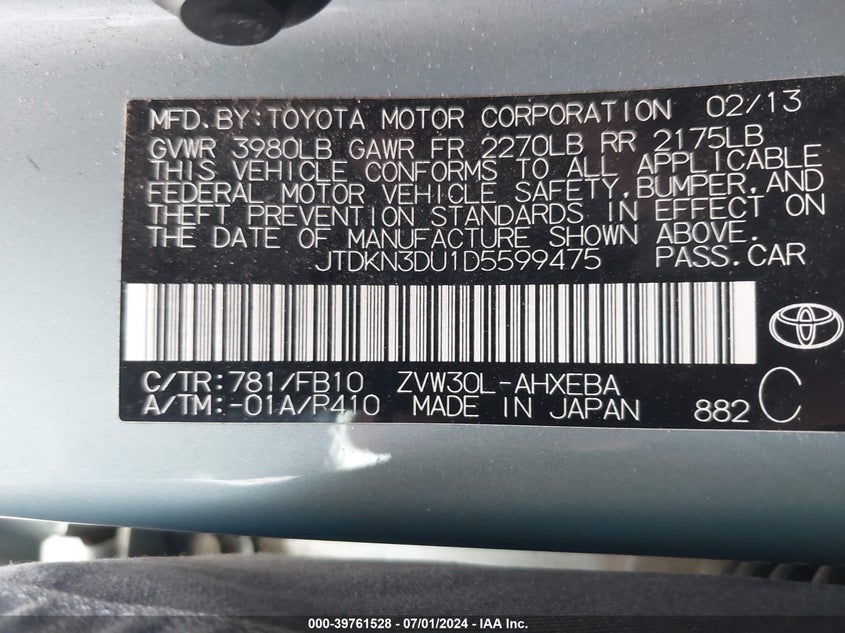 MFD.BY:TOYOTA MOTOR CORPORATION 02/13
GVWR 3980LB GAWR FR 2270LB RR 2175LB
THIS VEHICLE CONFORMS TO ALL APPLICABLE
FEDERAL MOTOR VEHICLE SAFETY,BUMPER,AND
THEFT PREVENTION STANDARDS IN EFFECT ON
THE DATE OF MANUFACTURE SHOWN ABOVE.
JTDKN3DU1D5599475 PASS.CAR
C/TR:781/FB10 ZVW30L-AHXEBA
A/TM:-01A/P410 MADE IN JAPAN 882 C
000-39761528 - 07/01/2024 - IAA Inc.